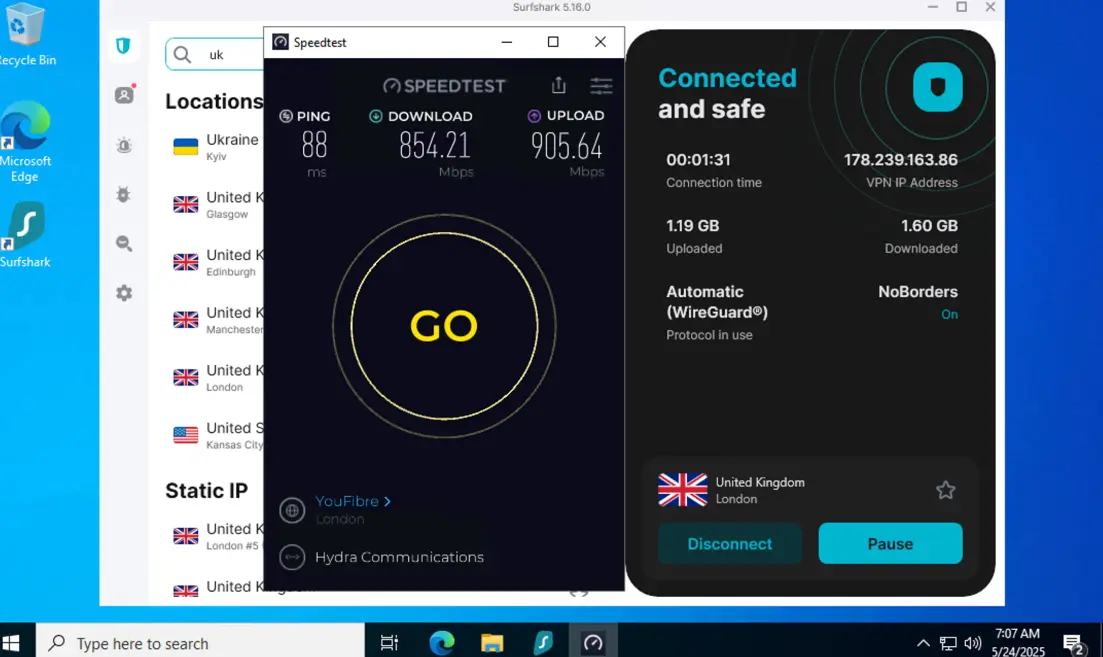 Surfshark 5.16.0
Recycle Bin
Microsoft
Edge
Surfshark
uk
Locations
Ukraine
Kyiv
United K
Glasgow
United K
Edinburgh
United K
Manchester
United K
London
United S
Kansas City
Static IP
United K
London #5
United Kingdom
Speedtest
SPEEDTEST
PING
DOWNLOAD
UPLOAD
88
854.21
905.64
ms
Mbps
Mbps
GO
YouFibre
London
Hydra Communications
Connected
and safe
00:01:31
178.239.163.86
Connection time
VPN IP Address
1.19 GB
1.60 GB
Uploaded
Downloaded
Automatic
(WireGuard®)
NoBorders
On
Protocol in use
United Kingdom
London
Disconnect
Pause
Type here to search
7:07 AM
5/24/2025
2